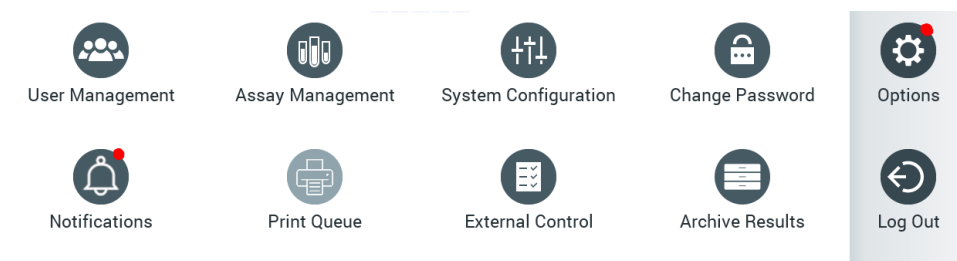 User Management
Assay Management
System Configuration
Change Password
Options
Notifications
Print Queue
External Control
Archive Results
Log Out